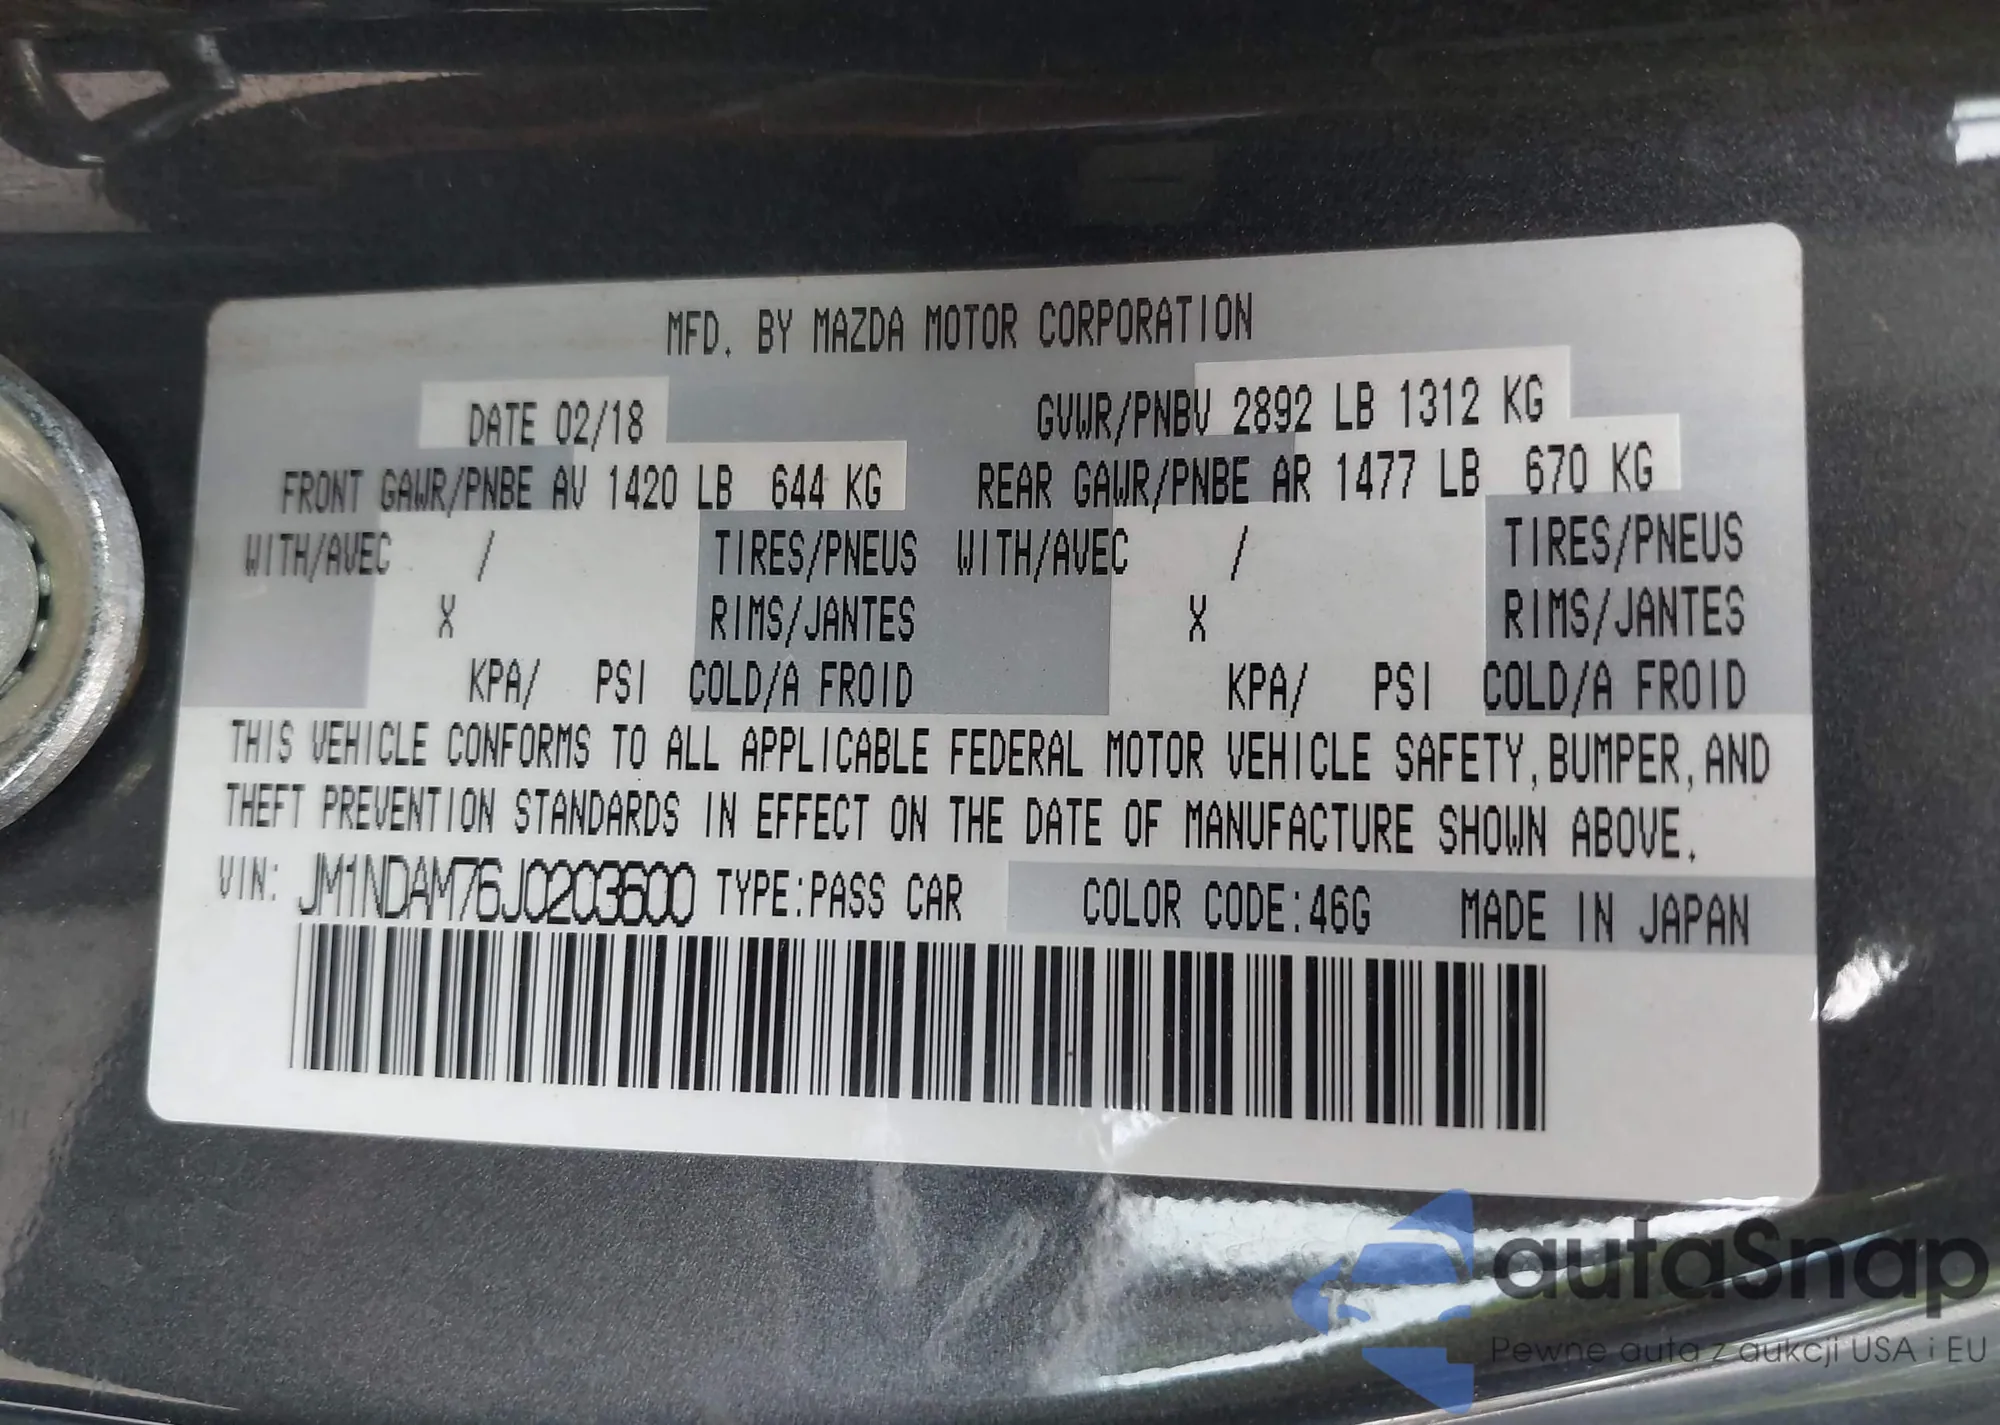 MFD. BY MAZDA MOTOR CORPORATION
DATE 02/18 GVWR/PNBV 2892 LB 1312 KG
FRONT GAWR/PNBE AV 1420 LB 644 KG REAR GAWR/PNBE AR 1477 LB 670 KG
WITH/AVEC / TIRES/PNEUS WITH/AVEC / TIRES/PNEUS
X RIMS/JANTES X RIMS/JANTES
KPA/ PSI COLD/A FROID KPA/ PSI COLD/A FROID
THIS VEHICLE CONFORMS TO ALL APPLICABLE FEDERAL MOTOR VEHICLE SAFETY, BUMPER, AND
THEFT PREVENTION STANDARDS IN EFFECT ON THE DATE OF MANUFACTURE SHOWN ABOVE.
VIN: JM1NDAM76J0203600 TYPE:PASS CAR COLOR CODE:46G MADE IN JAPAN
autaSnap
Pewne auta z aukcji USA i EU